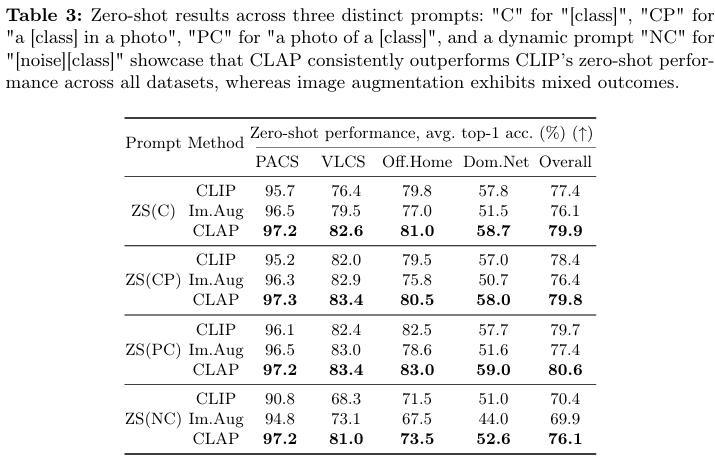 Table 3: Zero-shot results across three distinct prompts: "C" for "[class]", "CP" for
"a [class] in a photo", "PC" for "a photo of a [class]", and a dynamic prompt "NC" for
"[noise][class]" showcase that CLAP consistently outperforms CLIP's zero-shot perfor-
mance across all datasets, whereas image augmentation exhibits mixed outcomes.
Prompt Method Zero-shot performance, avg. top-1 acc. (%) (↑)
PACS VLCS Off.Home Dom.Net Overall
CLIP 95.7 76.4 79.8 57.8 77.4
ZS(C) Im.Aug 96.5 79.5 77.0 51.5 76.1
CLAP 97.2 82.6 81.0 58.7 79.9
CLIP 95.2 82.0 79.5 57.0 78.4
ZS(CP) Im.Aug 96.3 82.9 75.8 50.7 76.4
CLAP 97.3 83.4 80.5 58.0 79.8
CLIP 96.1 82.4 82.5 57.7 79.7
ZS(PC) Im.Aug 96.5 83.0 78.6 51.6 77.4
CLAP 97.2 83.4 83.0 59.0 80.6
CLIP 90.8 68.3 71.5 51.0 70.4
ZS(NC) Im.Aug 94.8 73.1 67.5 44.0 69.9
CLAP 97.2 81.0 73.5 52.6 76.1